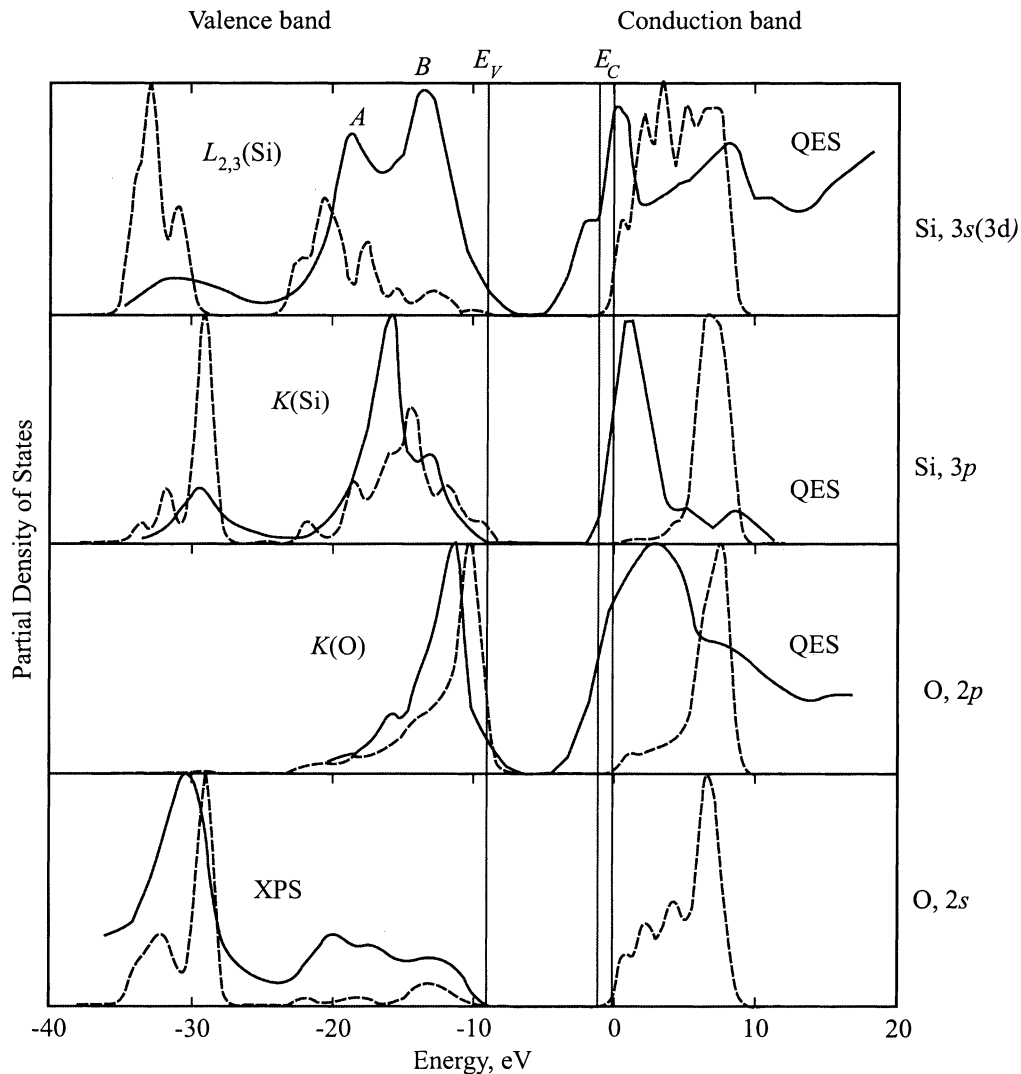 Valence band
Conduction band
B
E_V
E_C
A
L_{2,3}(Si)
QES
Si, 3s(3d)
K(Si)
QES
Si, 3p
K(O)
QES
O, 2p
XPS
O, 2s
Partial Density of States
-40 -30 -20 -10 0 10 20
Energy, eV